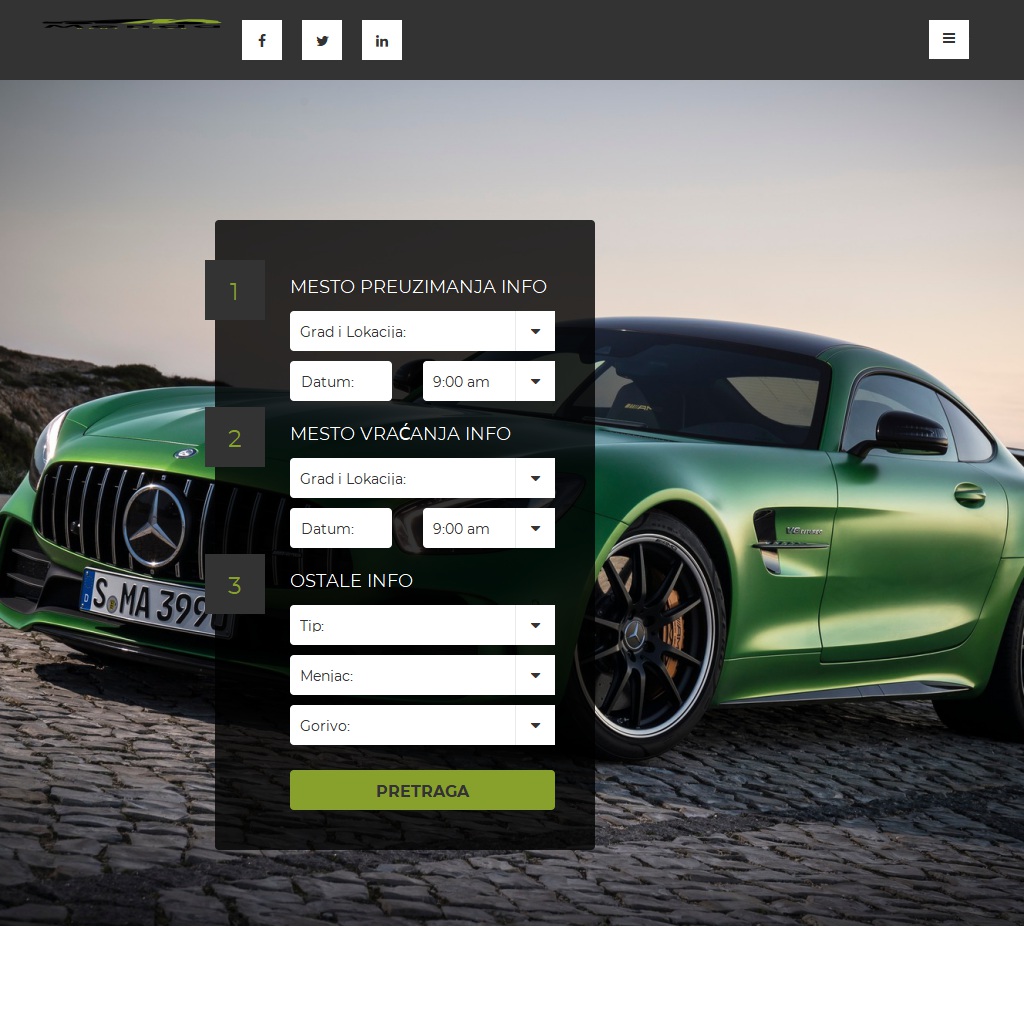 1
MESTO PREUZIMANJA INFO
Grad i Lokacija:
Datum:
9:00 am
2
MESTO VRAĆANJA INFO
Grad i Lokacija:
Datum:
9:00 am
3
OSTALE INFO
Tip:
Menjac:
Gorivo:
PRETRAGA
S MA 399
AMG